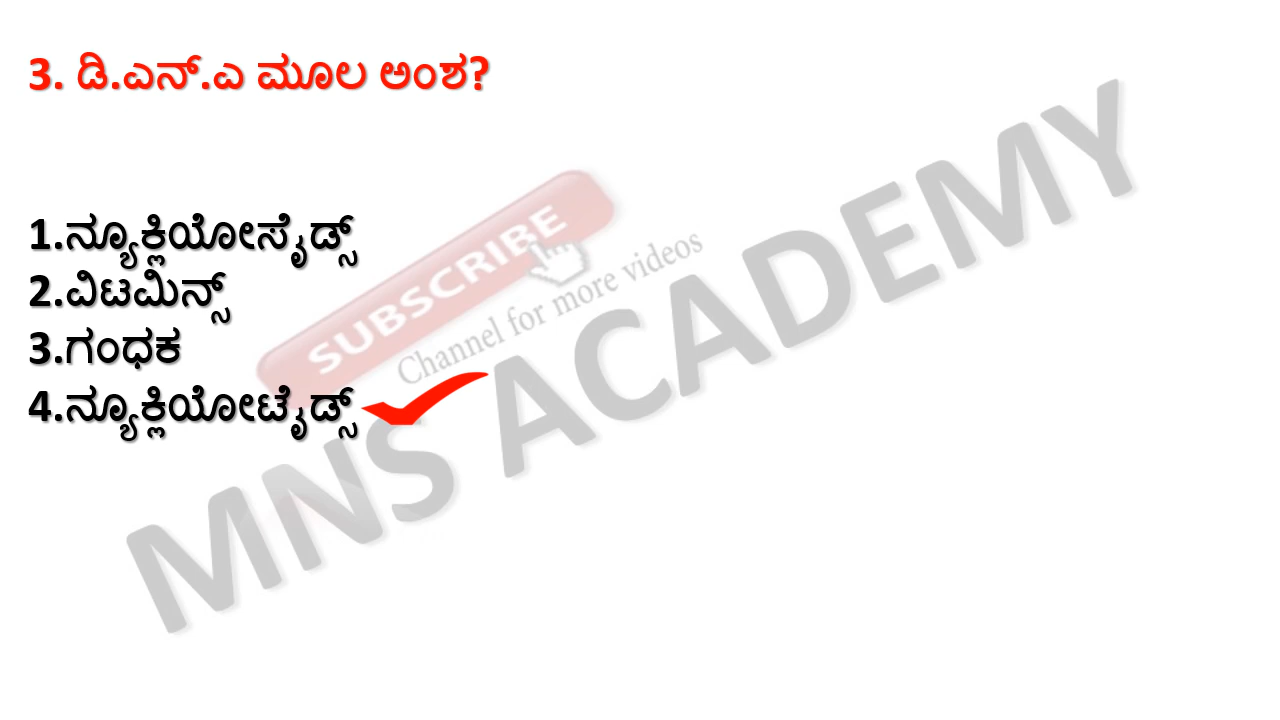 3. ಡಿ.ಎನ್.ಎ ಮೂಲ ಅಂಶ?
1.ನ್ಯೂಕ್ಲಿಯೋಸೈಡ್ಸ್
2.ವಿಟಮಿನ್ಸ್
3.ಗಂಧಕ
4.ನ್ಯೂಕ್ಲಿಯೋಟೈಡ್ಸ್
SUBSCRIBE
Channel for more videos
MNS ACADEMY